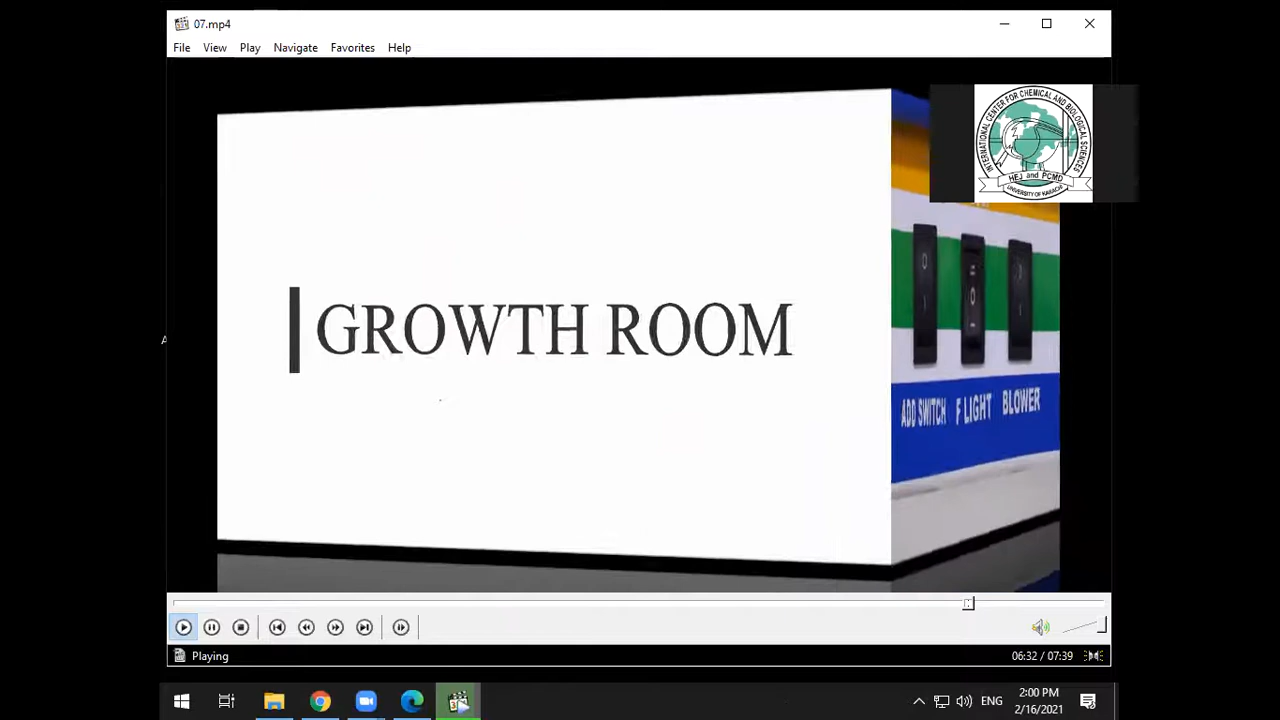 07.mp4
File View Play Navigate Favorites Help
INTERNATIONAL CENTER FOR CHEMICAL AND BIOLOGICAL SCIENCES
HEJ and PCMD
UNIVERSITY OF KARACHI
GROWTH ROOM
ADD SWITCH F LIGHT BLOWER
Playing
06:32 / 07:39
ENG
2:00 PM
2/16/2021